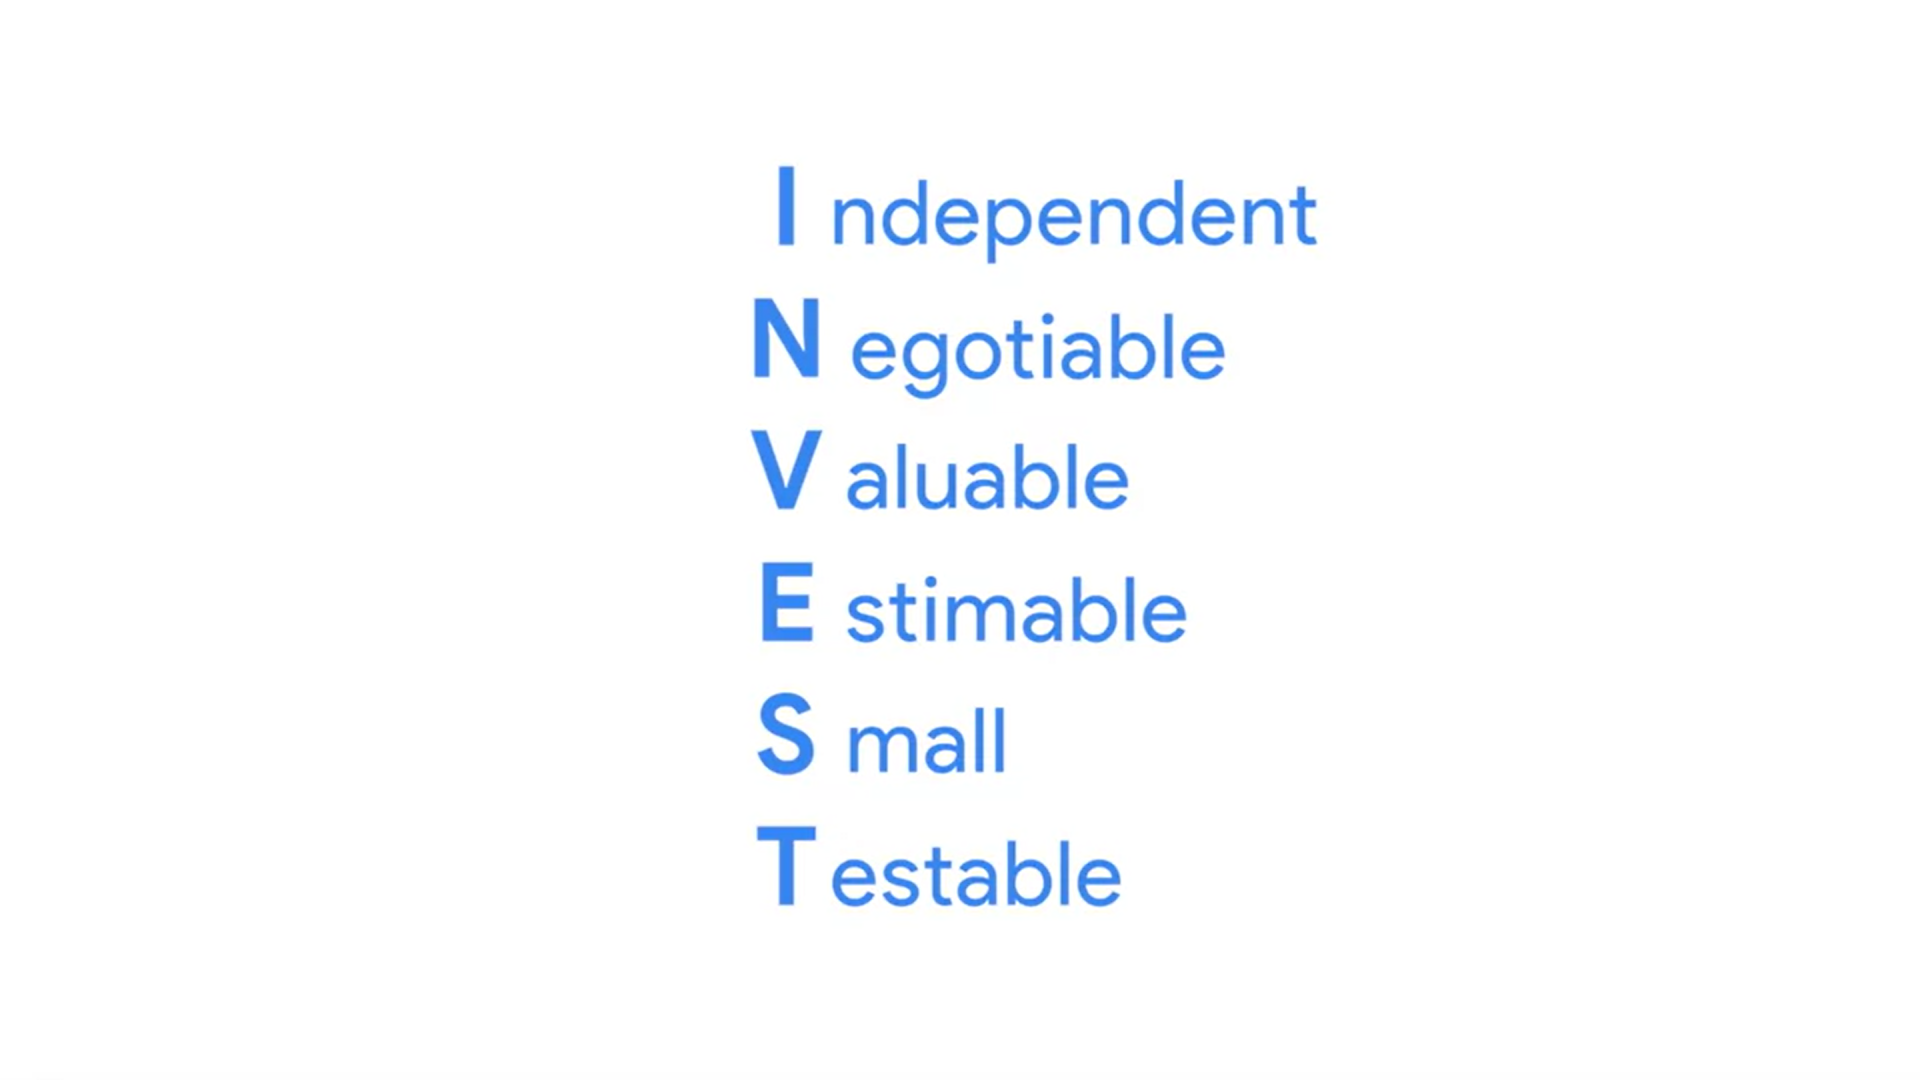 Independent
Negotiable
Valuable
Estimable
Small
Testable